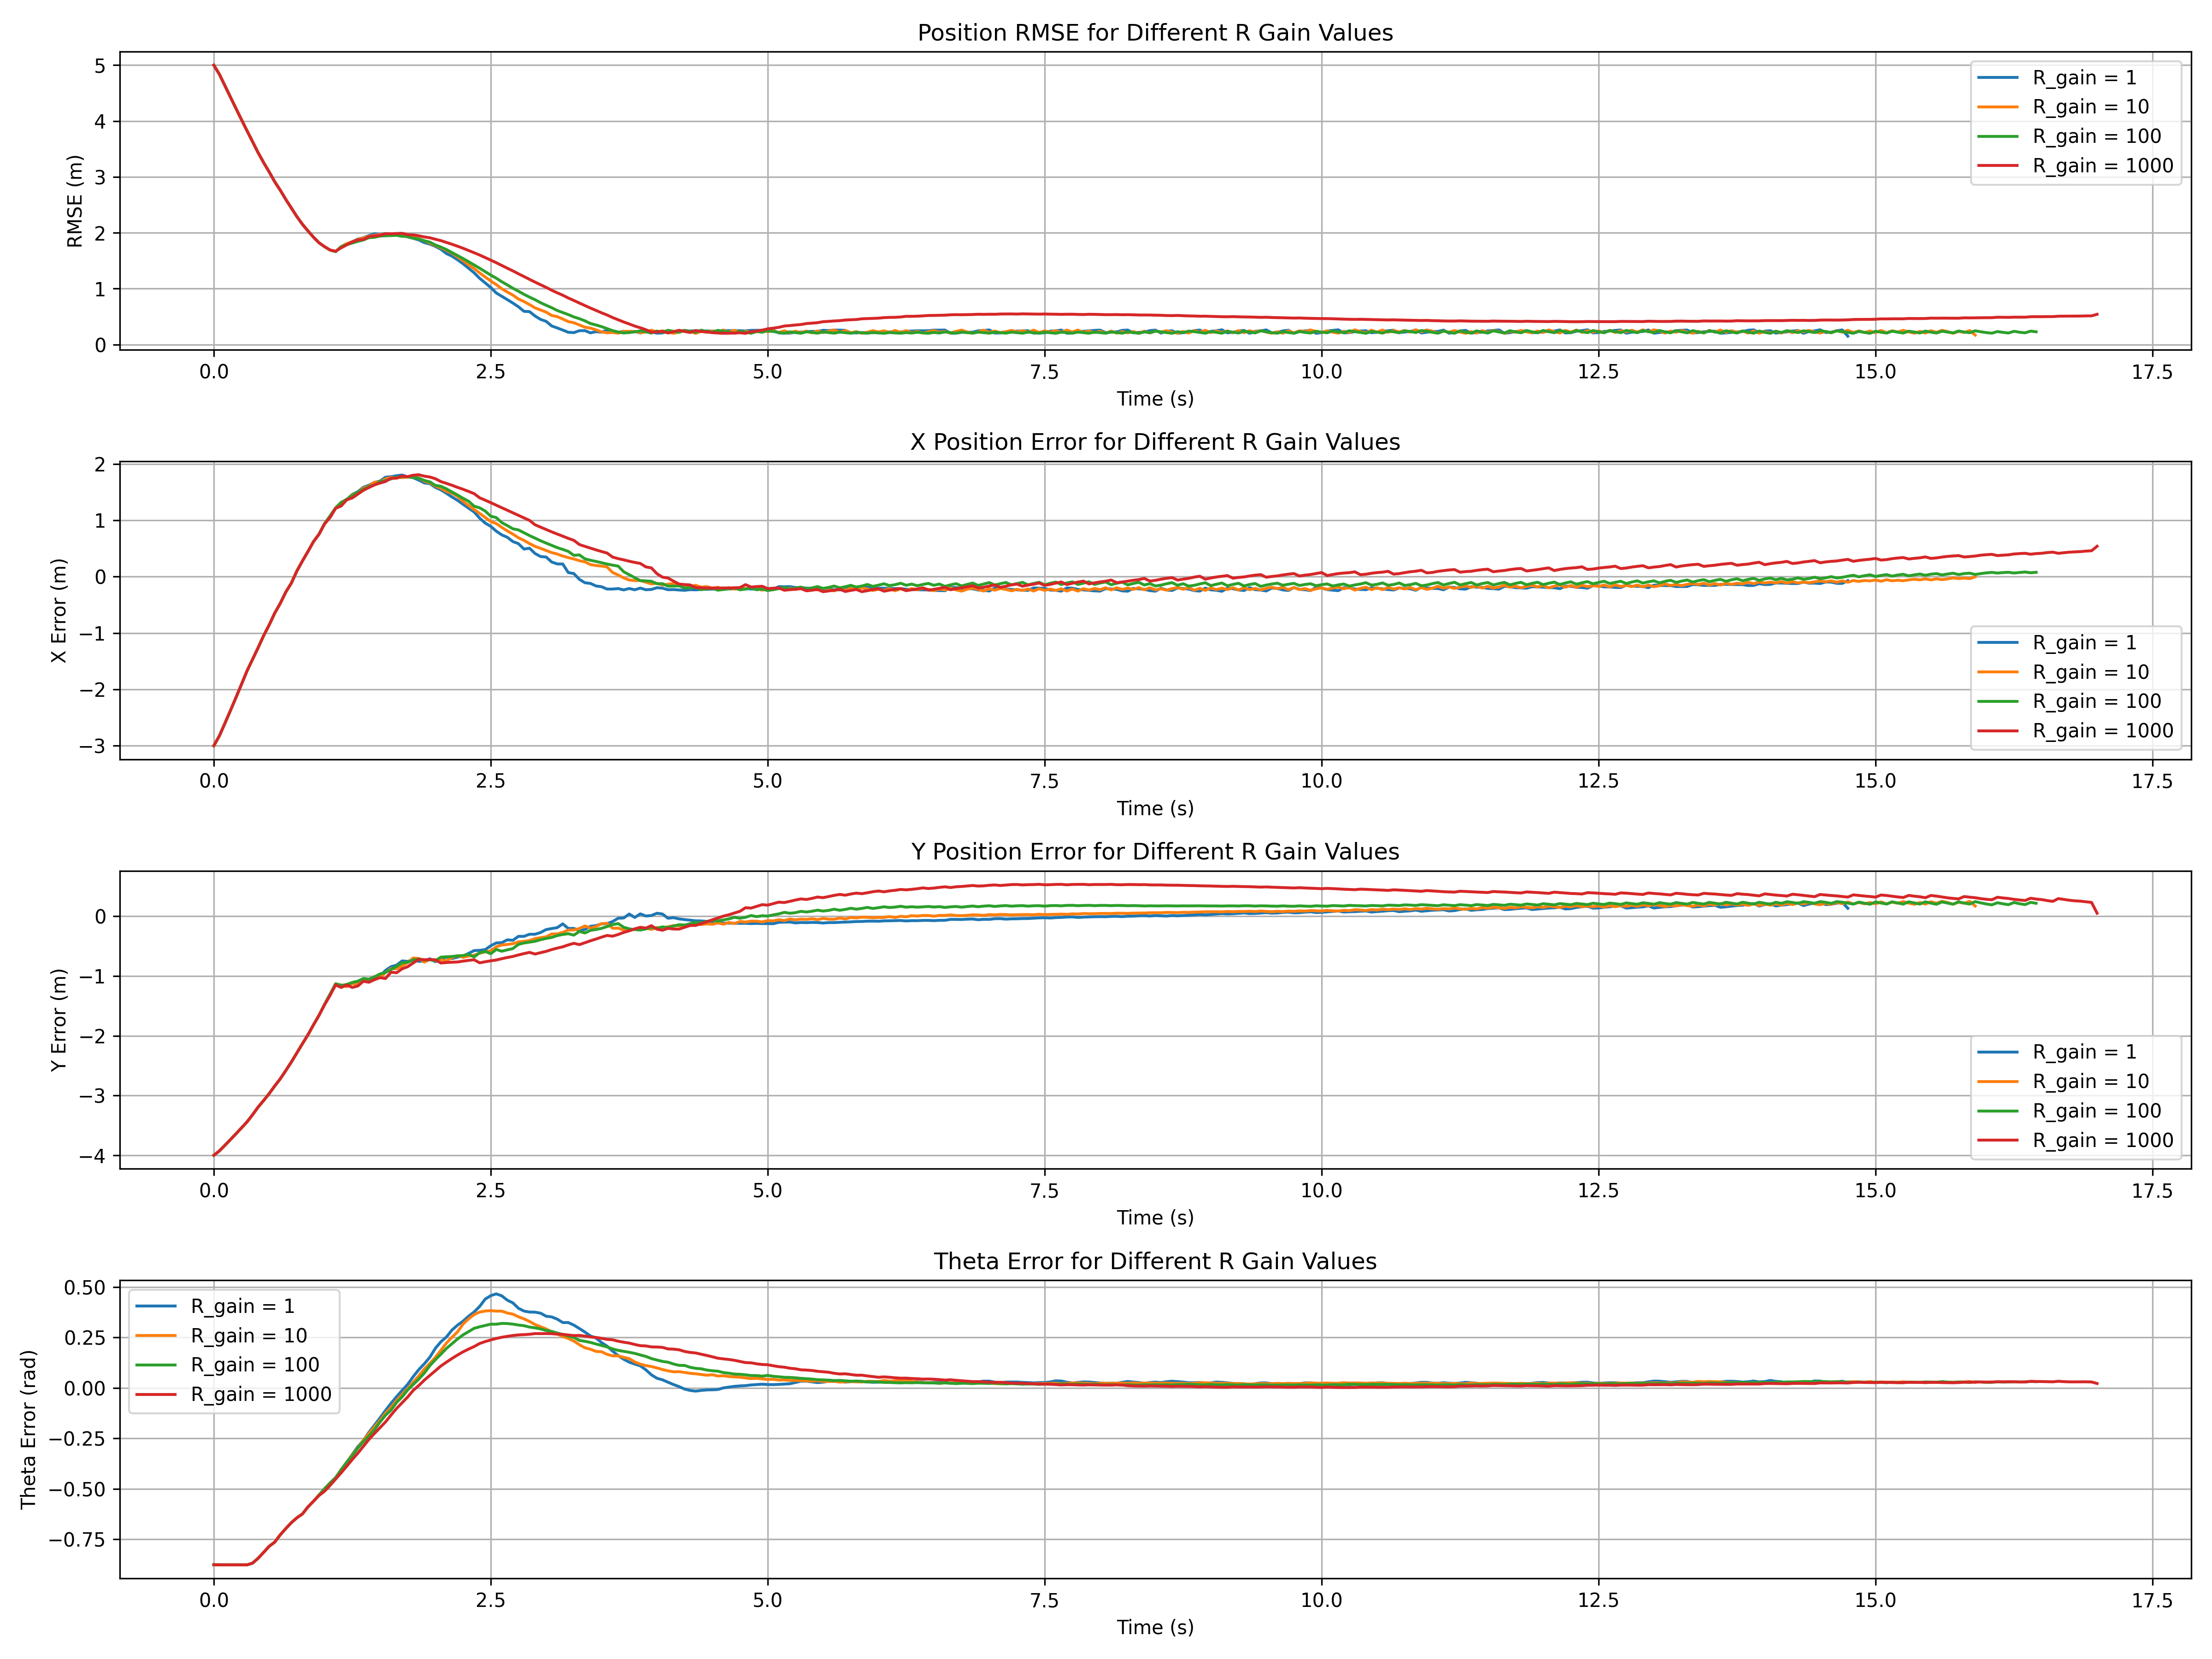 Position RMSE for Different R Gain Values
RMSE (m)
5
4
3
2
1
0
R_gain = 1
R_gain = 10
R_gain = 100
R_gain = 1000
0.0 2.5 5.0 7.5 10.0 12.5 15.0 17.5
Time (s)
X Position Error for Different R Gain Values
X Error (m)
2
1
0
−1
−2
−3
R_gain = 1
R_gain = 10
R_gain = 100
R_gain = 1000
0.0 2.5 5.0 7.5 10.0 12.5 15.0 17.5
Time (s)
Y Position Error for Different R Gain Values
Y Error (m)
0
−1
−2
−3
−4
R_gain = 1
R_gain = 10
R_gain = 100
R_gain = 1000
0.0 2.5 5.0 7.5 10.0 12.5 15.0 17.5
Time (s)
Theta Error for Different R Gain Values
Theta Error (rad)
0.50
0.25
0.00
−0.25
−0.50
−0.75
R_gain = 1
R_gain = 10
R_gain = 100
R_gain = 1000
0.0 2.5 5.0 7.5 10.0 12.5 15.0 17.5
Time (s)